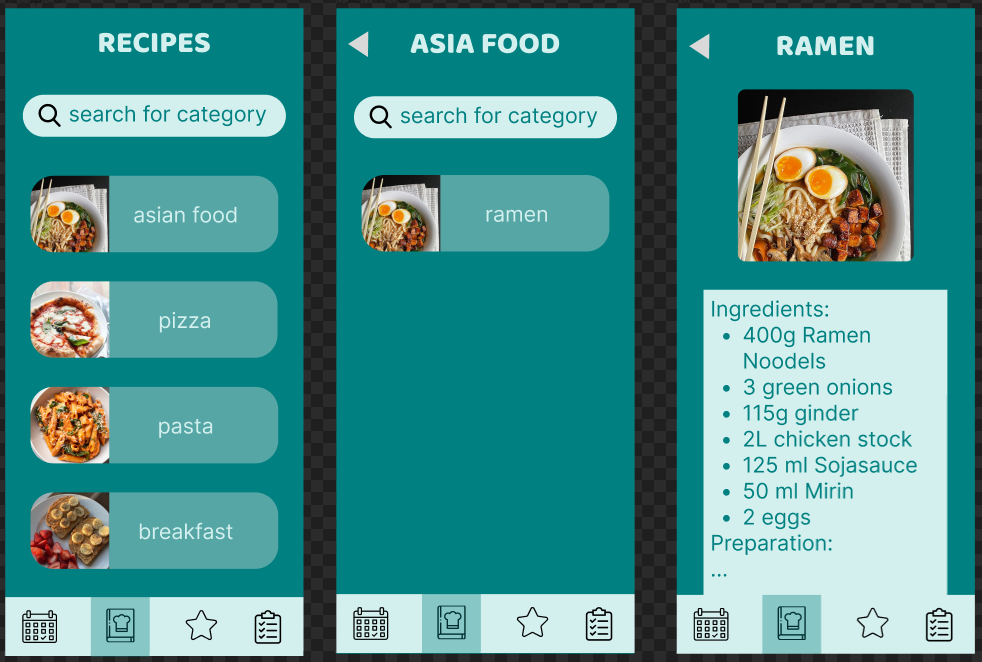 RECIPES
search for category
asian food
pizza
pasta
breakfast
ASIA FOOD
search for category
ramen
RAMEN
Ingredients:
• 400g Ramen
Noodels
• 3 green onions
• 115g ginder
• 2L chicken stock
• 125 ml Sojasauce
• 50 ml Mirin
• 2 eggs
Preparation:
...